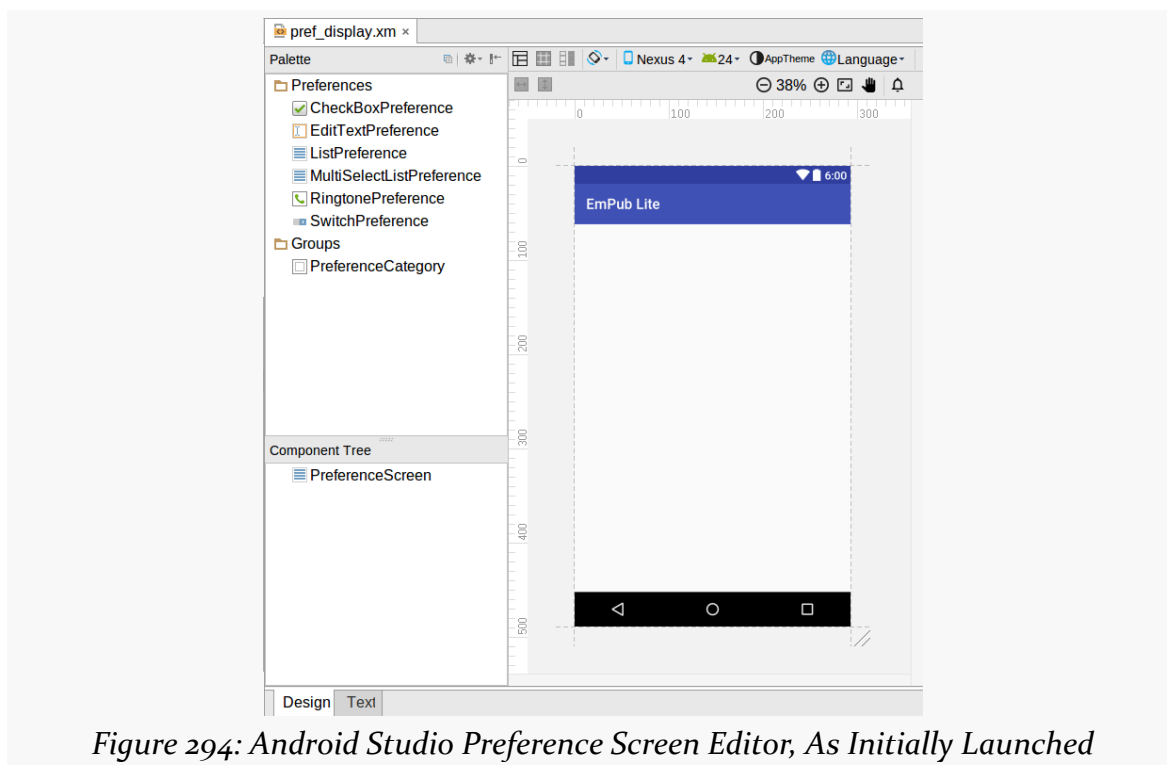 pref_display.xm ×
Palette
Nexus 4 24 AppTheme Language
38%
Preferences
CheckBoxPreference
EditTextPreference
ListPreference
MultiSelectListPreference
RingtonePreference
SwitchPreference
Groups
PreferenceCategory
Component Tree
PreferenceScreen
0 100 200 300
0
100
200
300
400
500
6:00
EmPub Lite
Design Text
Figure 294: Android Studio Preference Screen Editor, As Initially Launched